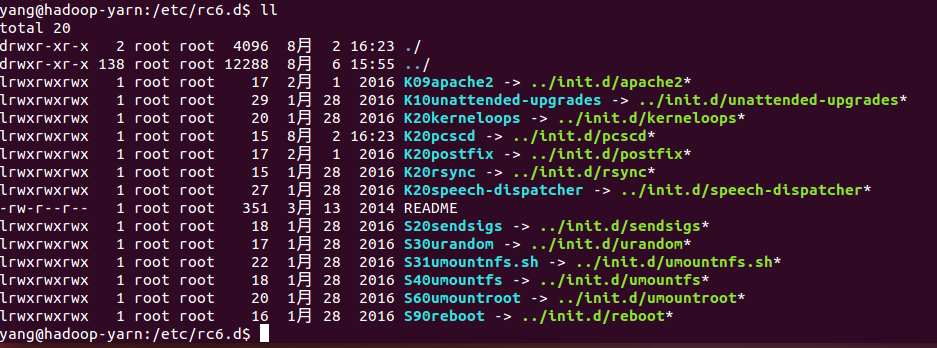 yang@hadoop-yarn:/etc/rc6.d$ ll
total 20
drwxr-xr-x   2 root root  4096  8月   2 16:23 ./
drwxr-xr-x 138 root root 12288  8月   6 15:55 ../
lrwxrwxrwx   1 root root    17  2月   1  2016 K09apache2 -> ../init.d/apache2*
lrwxrwxrwx   1 root root    29  1月  28  2016 K10unattended-upgrades -> ../init.d/unattended-upgrades*
lrwxrwxrwx   1 root root    20  1月  28  2016 K20kerneloops -> ../init.d/kerneloops*
lrwxrwxrwx   1 root root    15  8月   2 16:23 K20pcscd -> ../init.d/pcscd*
lrwxrwxrwx   1 root root    17  2月   1  2016 K20postfix -> ../init.d/postfix*
lrwxrwxrwx   1 root root    15  1月  28  2016 K20rsync -> ../init.d/rsync*
lrwxrwxrwx   1 root root    27  1月  28  2016 K20speech-dispatcher -> ../init.d/speech-dispatcher*
-rw-r--r--   1 root root   351  3月  13  2014 README
lrwxrwxrwx   1 root root    18  1月  28  2016 S20sendsigs -> ../init.d/sendsigs*
lrwxrwxrwx   1 root root    17  1月  28  2016 S30urandom -> ../init.d/urandom*
lrwxrwxrwx   1 root root    22  1月  28  2016 S31umountnfs.sh -> ../init.d/umountnfs.sh*
lrwxrwxrwx   1 root root    18  1月  28  2016 S40umountfs -> ../init.d/umountfs*
lrwxrwxrwx   1 root root    20  1月  28  2016 S60umountroot -> ../init.d/umountroot*
lrwxrwxrwx   1 root root    16  1月  28  2016 S90reboot -> ../init.d/reboot*
yang@hadoop-yarn:/etc/rc6.d$